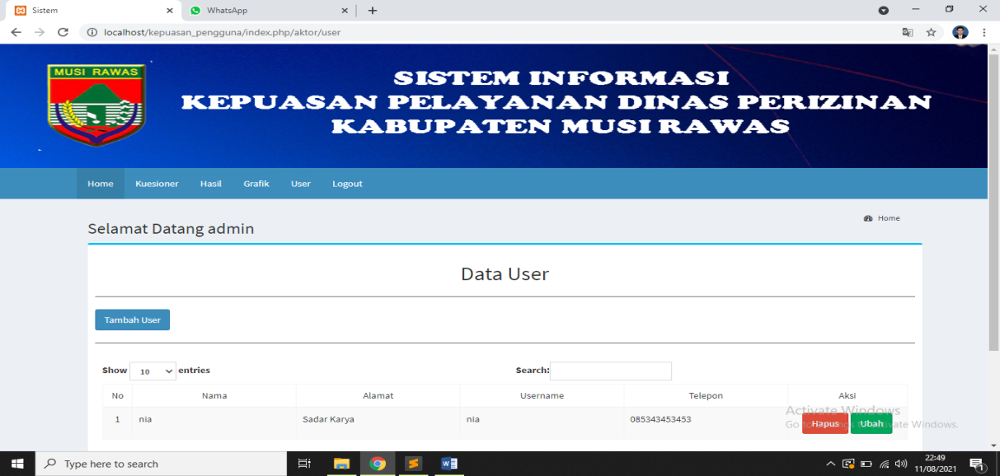 Sistem
WhatsApp
localhost/kepuasan_pengguna/index.php/aktor/user
MUSI RAWAS
SISTEM INFORMASI
KEPUASAN PELAYANAN DINAS PERIZINAN
KABUPATEN MUSI RAWAS
Home Kuesioner Hasil Grafik User Logout
Home
Selamat Datang admin
Data User
Tambah User
Show 10 entries Search:
No Nama Alamat Username Telepon Aksi
1 nia Sadar Karya nia 085343453453 Hapus Ubah
Activate Windows
Go to Settings to activate Windows.
Type here to search
22:49
11/08/2021
1